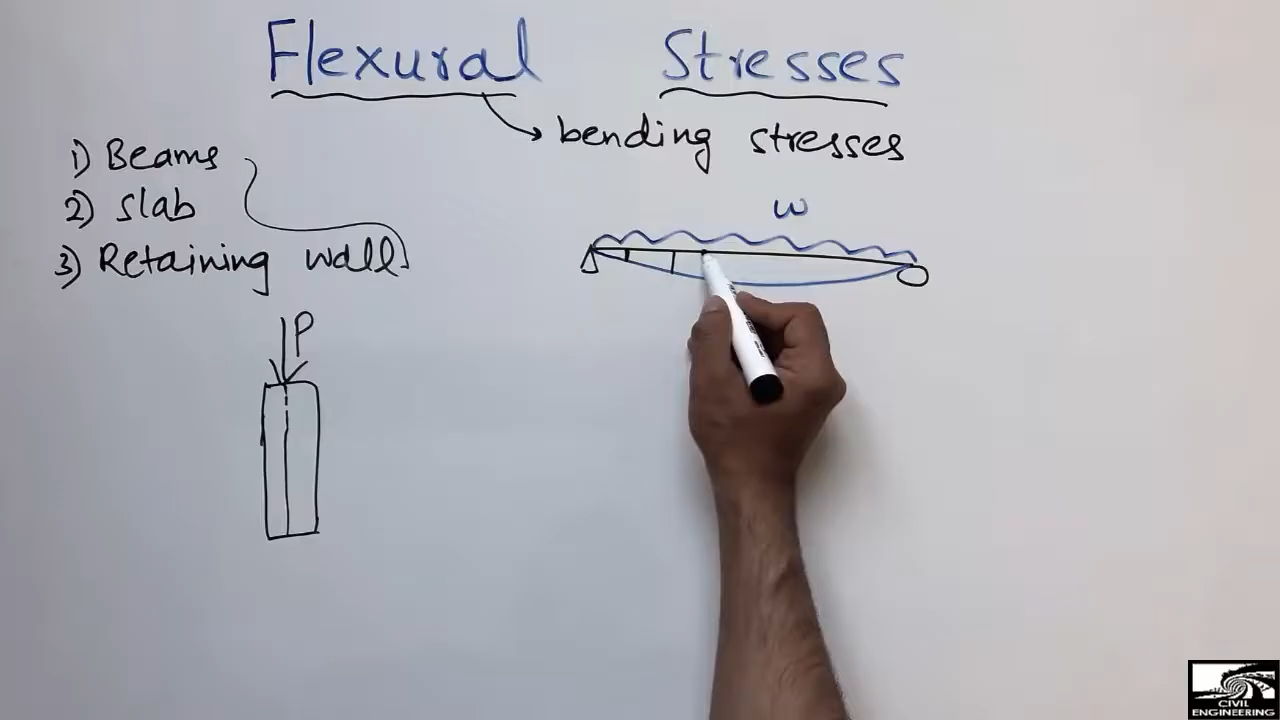 Flexural Stresses
bending stresses
1) Beams
2) Slab
3) Retaining wall
w
P
CIVIL
ENGINEERING